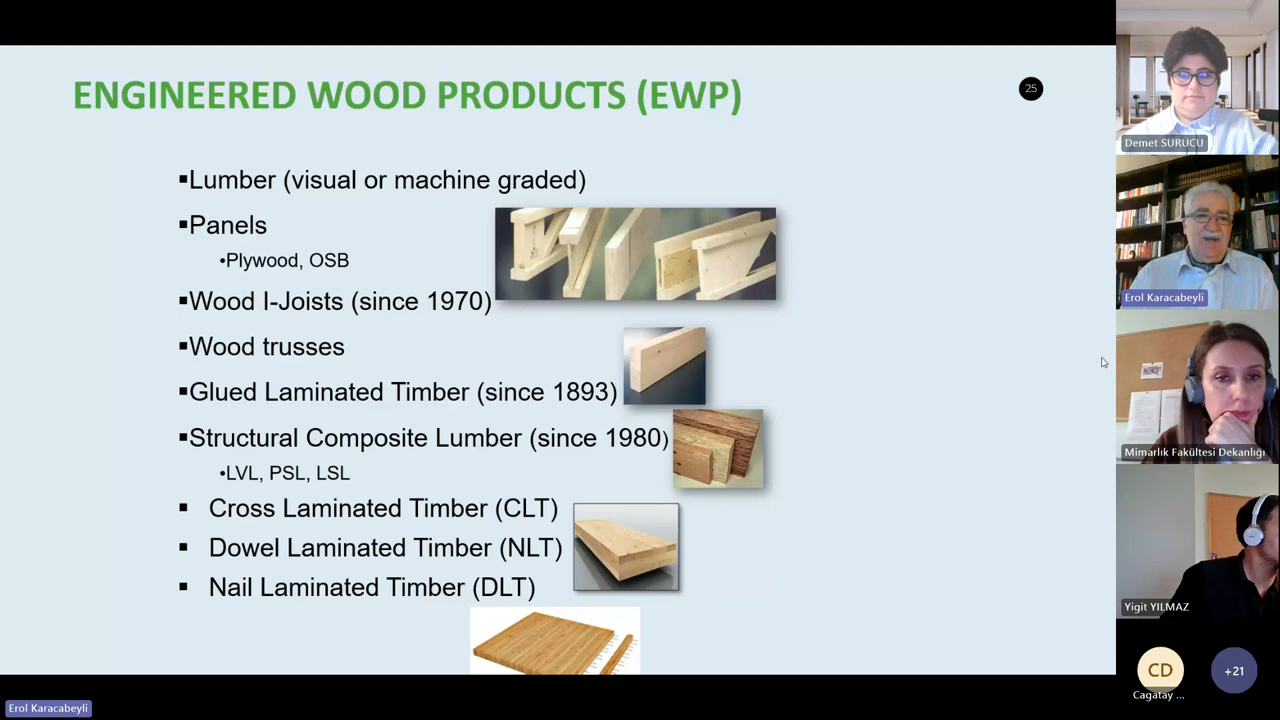 ENGINEERED WOOD PRODUCTS (EWP)
25
▪Lumber (visual or machine graded)
▪Panels
•Plywood, OSB
▪Wood I-Joists (since 1970)
▪Wood trusses
▪Glued Laminated Timber (since 1893)
▪Structural Composite Lumber (since 1980)
•LVL, PSL, LSL
▪ Cross Laminated Timber (CLT)
▪ Dowel Laminated Timber (NLT)
▪ Nail Laminated Timber (DLT)
Demet SURUCU
Erol Karacabeyli
Mimarlık Fakültesi Dekanlığı
Yigit YILMAZ
CD
Cagatay ...
+21
Erol Karacabeyli